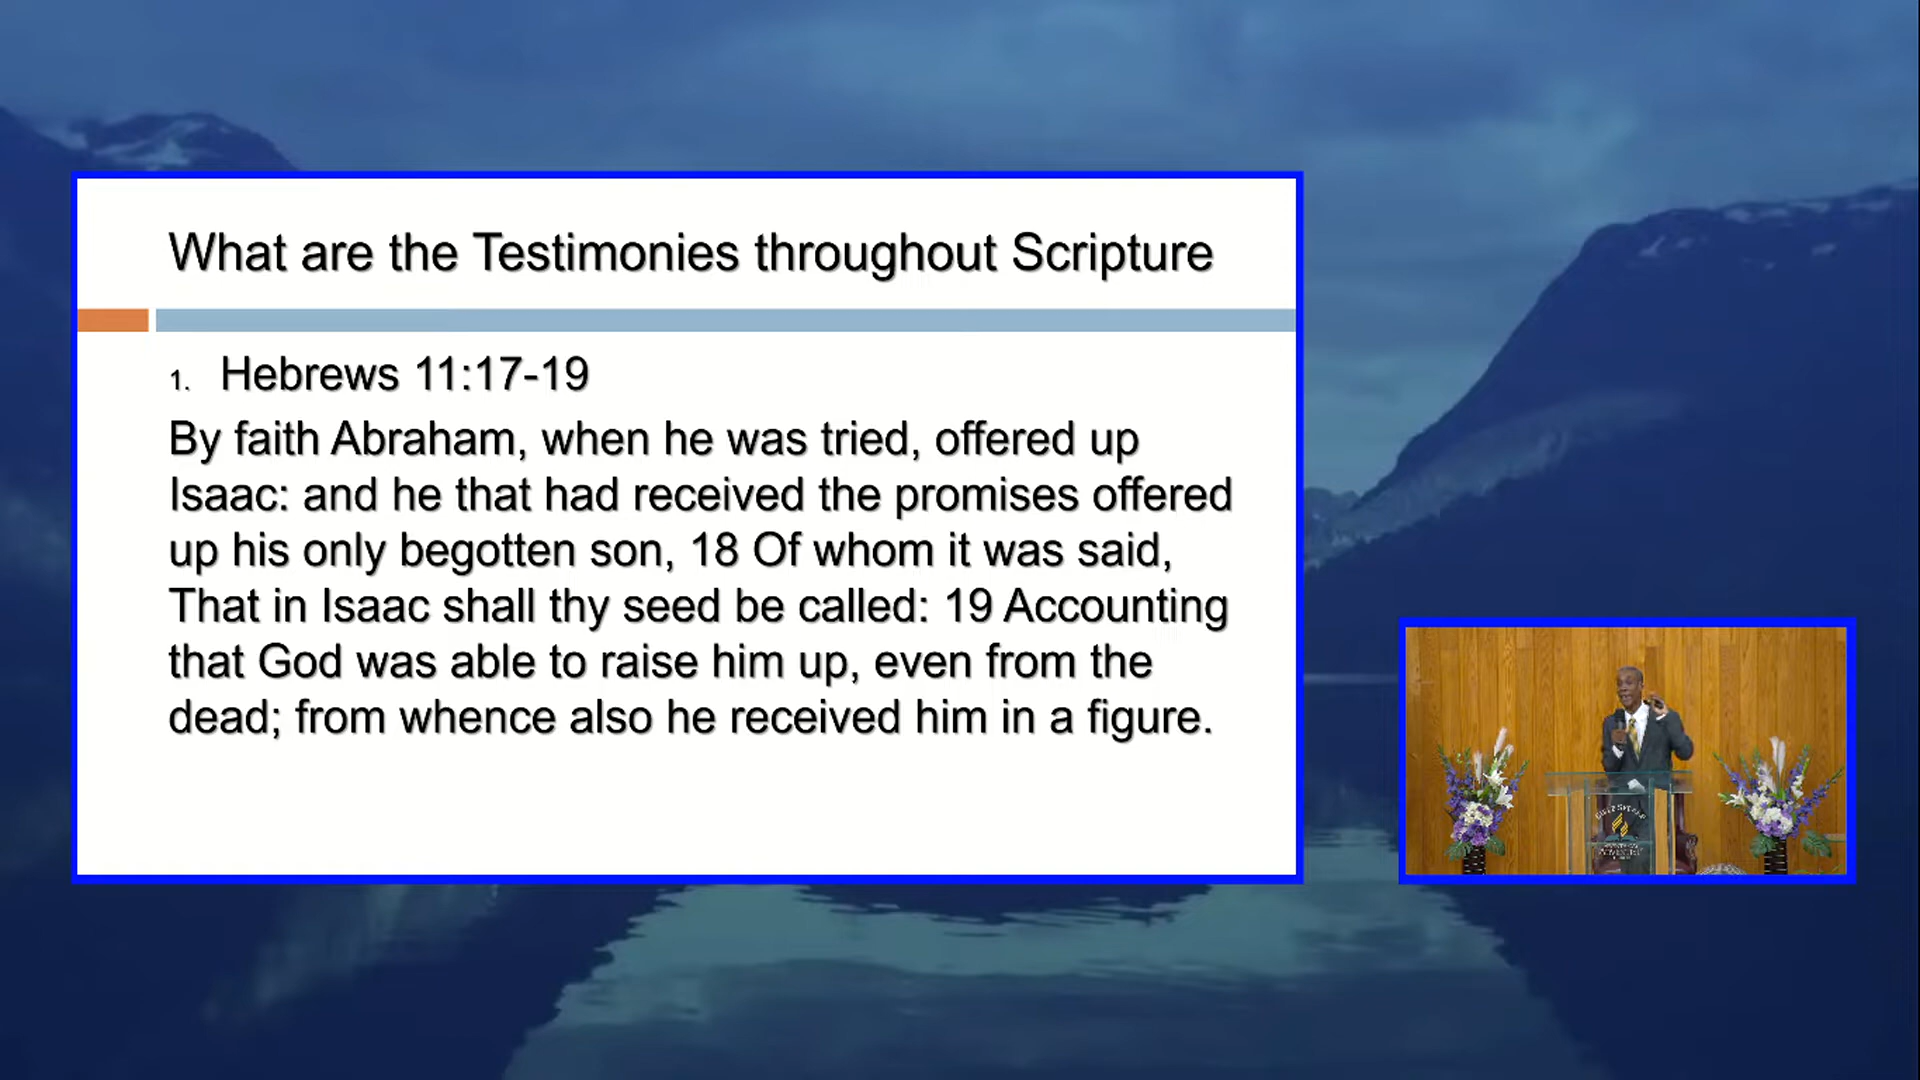 What are the Testimonies throughout Scripture
1. Hebrews 11:17-19
By faith Abraham, when he was tried, offered up
Isaac: and he that had received the promises offered
up his only begotten son, 18 Of whom it was said,
That in Isaac shall thy seed be called: 19 Accounting
that God was able to raise him up, even from the
dead; from whence also he received him in a figure.